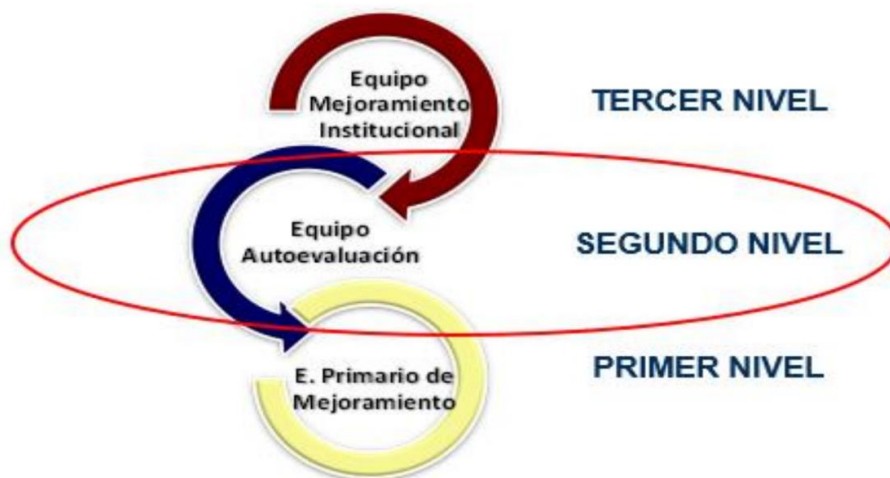 Equipo
Mejoramiento
Institucional
TERCER NIVEL
Equipo
Autoevaluación
SEGUNDO NIVEL
E. Primario de
Mejoramiento
PRIMER NIVEL